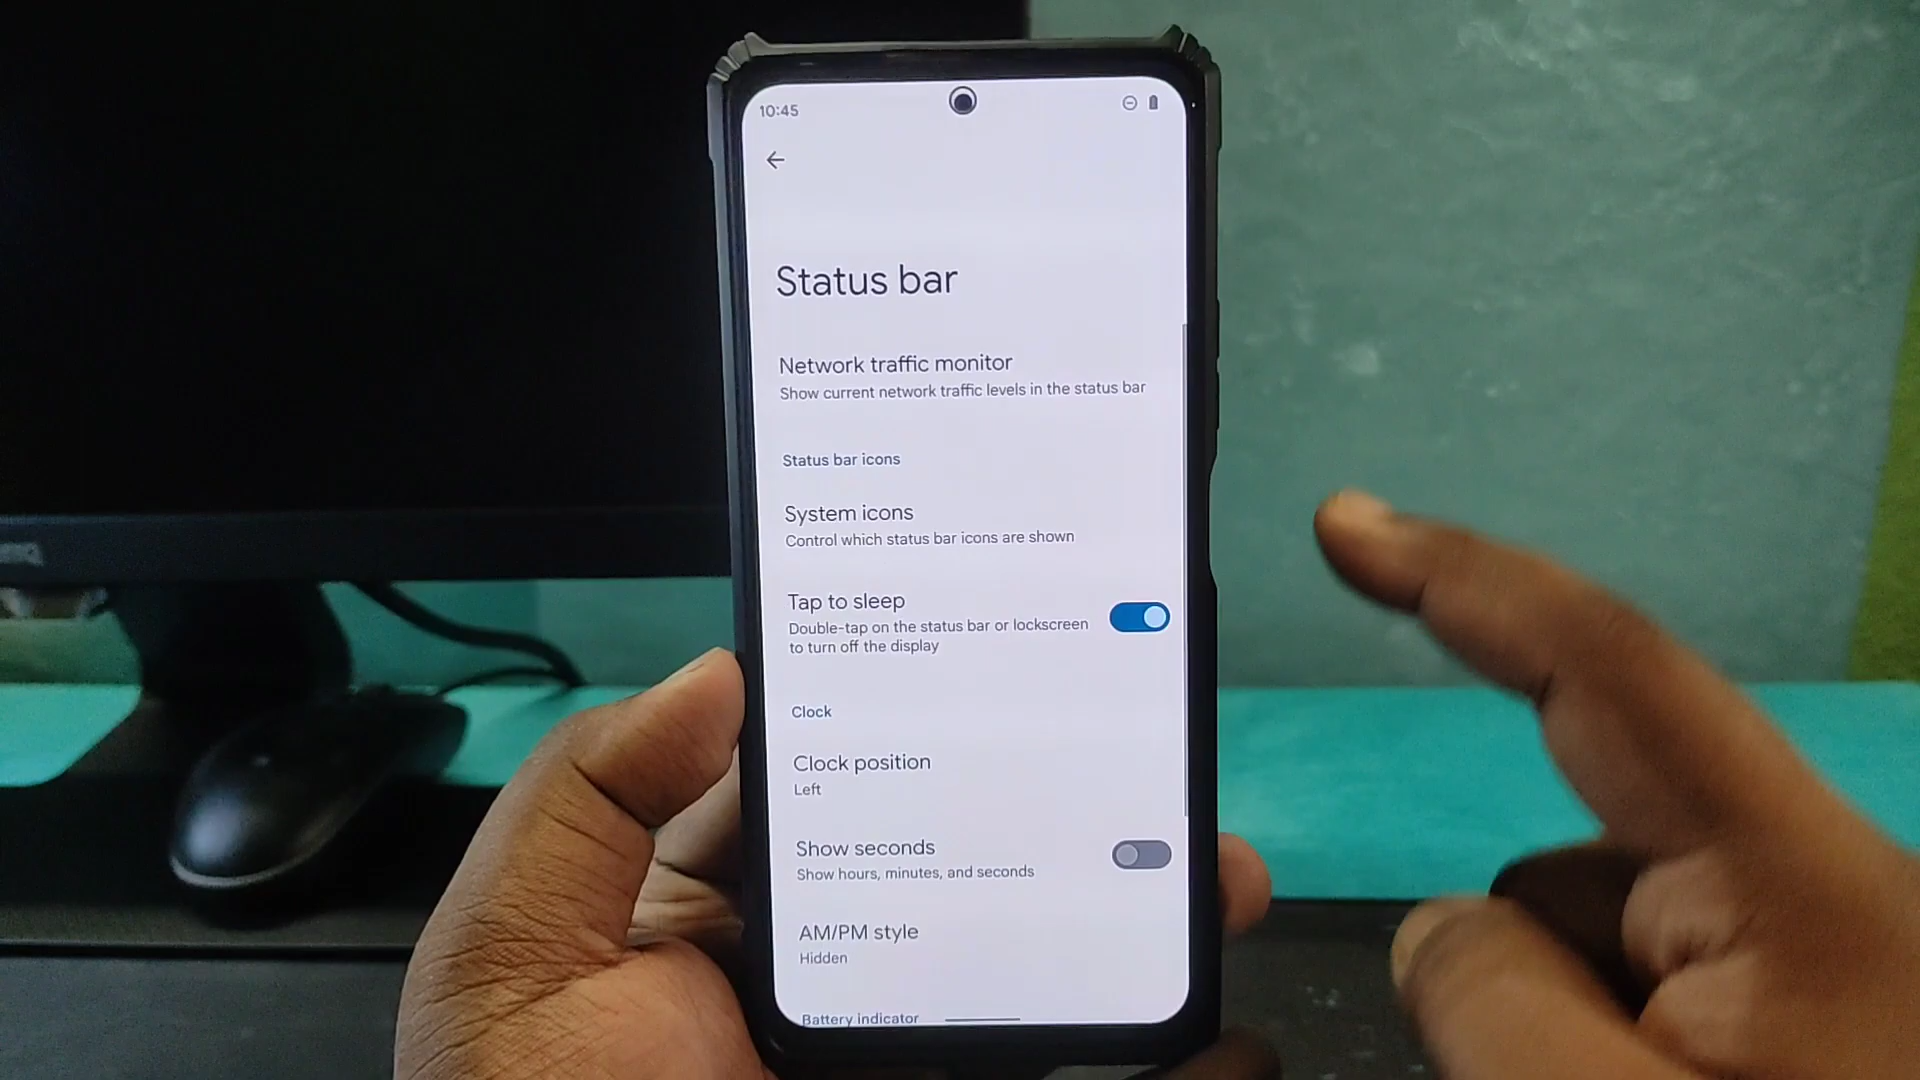 10:45
Status bar
Network traffic monitor
Show current network traffic levels in the status bar
Status bar icons
System icons
Control which status bar icons are shown
Tap to sleep
Double-tap on the status bar or lockscreen
to turn off the display
Clock
Clock position
Left
Show seconds
Show hours, minutes, and seconds
AM/PM style
Hidden
Battery indicator